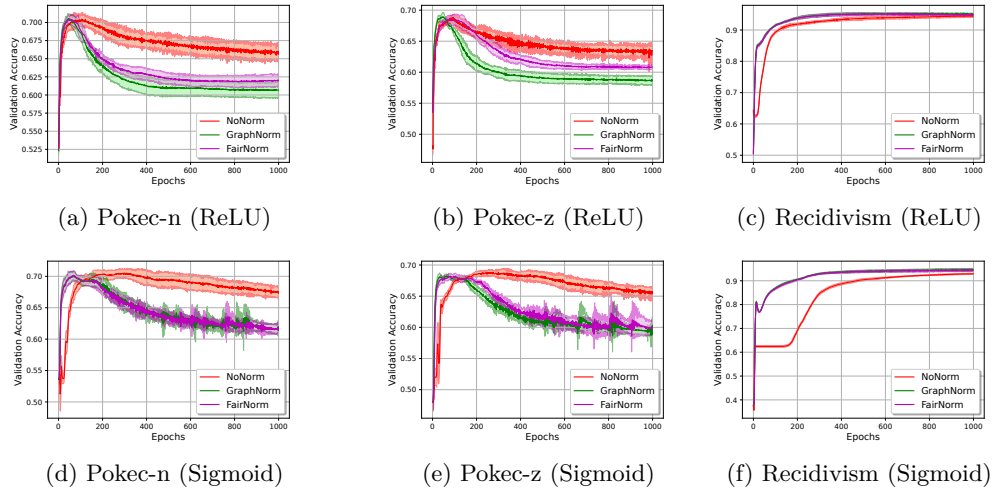 Validation Accuracy
0.700
0.675
0.650
0.625
0.600
0.575
0.550
0.525
0 200 400 600 800 1000
Epochs
NoNorm
GraphNorm
FairNorm
(a) Pokec-n (ReLU)
Validation Accuracy
0.70
0.65
0.60
0.55
0.50
0 200 400 600 800 1000
Epochs
NoNorm
GraphNorm
FairNorm
(b) Pokec-z (ReLU)
Validation Accuracy
0.9
0.8
0.7
0.6
0.5
0 200 400 600 800 1000
Epochs
NoNorm
GraphNorm
FairNorm
(c) Recidivism (ReLU)
Validation Accuracy
0.70
0.65
0.60
0.55
0.50
0 200 400 600 800 1000
Epochs
NoNorm
GraphNorm
FairNorm
(d) Pokec-n (Sigmoid)
Validation Accuracy
0.70
0.65
0.60
0.55
0.50
0 200 400 600 800 1000
Epochs
NoNorm
GraphNorm
FairNorm
(e) Pokec-z (Sigmoid)
Validation Accuracy
0.9
0.8
0.7
0.6
0.5
0.4
0 200 400 600 800 1000
Epochs
NoNorm
GraphNorm
FairNorm
(f) Recidivism (Sigmoid)